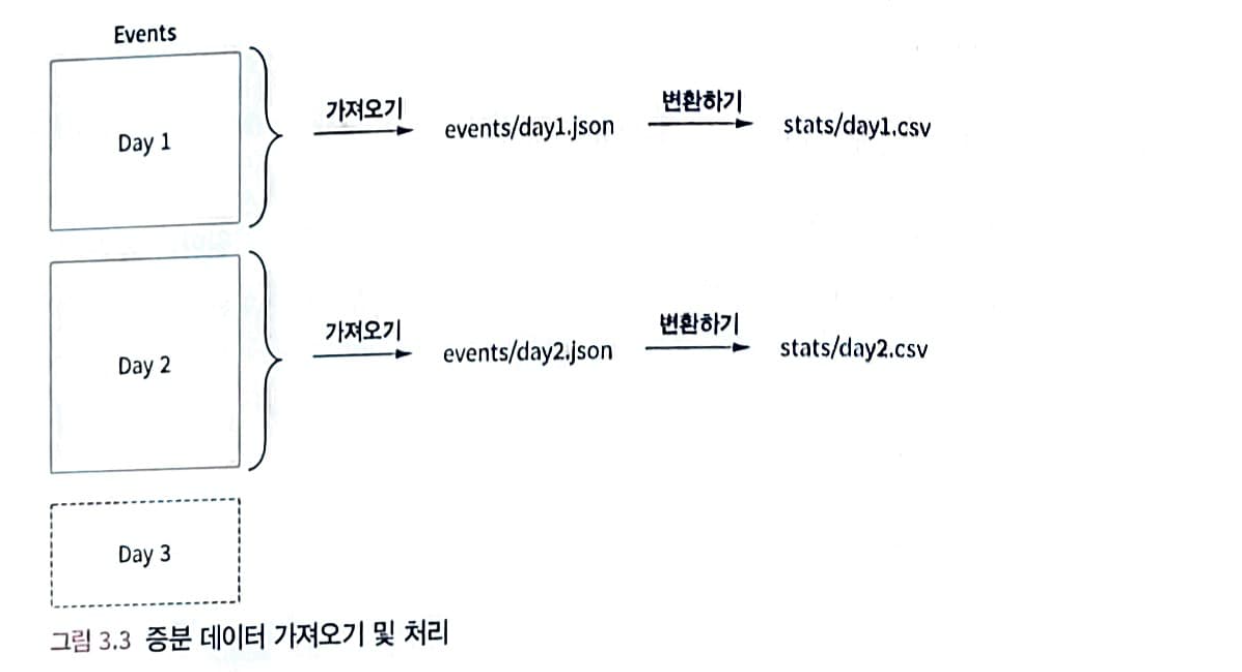 Events
Day 1
가져오기
events/day1.json
변환하기
stats/day1.csv
Day 2
가져오기
events/day2.json
변환하기
stats/day2.csv
Day 3
그림 3.3 증분 데이터 가져오기 및 처리